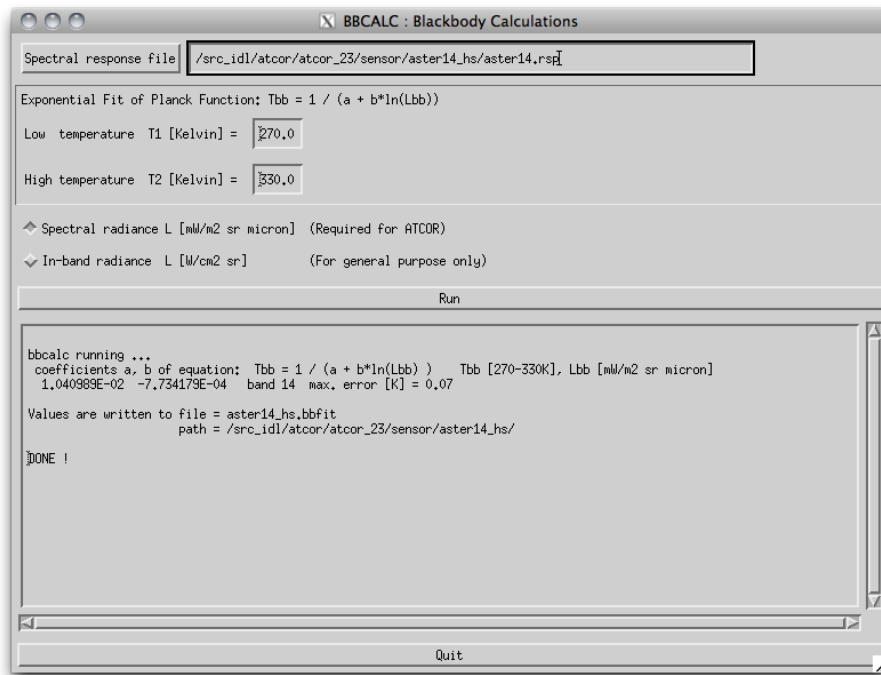 BBCALC : Blackbody Calculations
Spectral response file /src_idl/atcor/atcor_23/sensor/aster14_hs/aster14.rsp
Exponential Fit of Planck Function: Tbb = 1 / (a + b*ln(Lbb))
Low temperature T1 [Kelvin] = 270.0
High temperature T2 [Kelvin] = 330.0
Spectral radiance L [mW/m2 sr micron] (Required for ATCOR)
In-band radiance L [W/cm2 sr] (For general purpose only)
Run
bbcalc running ...
coefficients a, b of equation: Tbb = 1 / (a + b*ln(Lbb) ) Tbb [270-330K], Lbb [mW/m2 sr micron]
1.040989E-02 -7.734179E-04 band 14 max. error [K] = 0.07
Values are written to file = aster14_hs.bbfit
path = /src_idl/atcor/atcor_23/sensor/aster14_hs/
DONE !
Quit